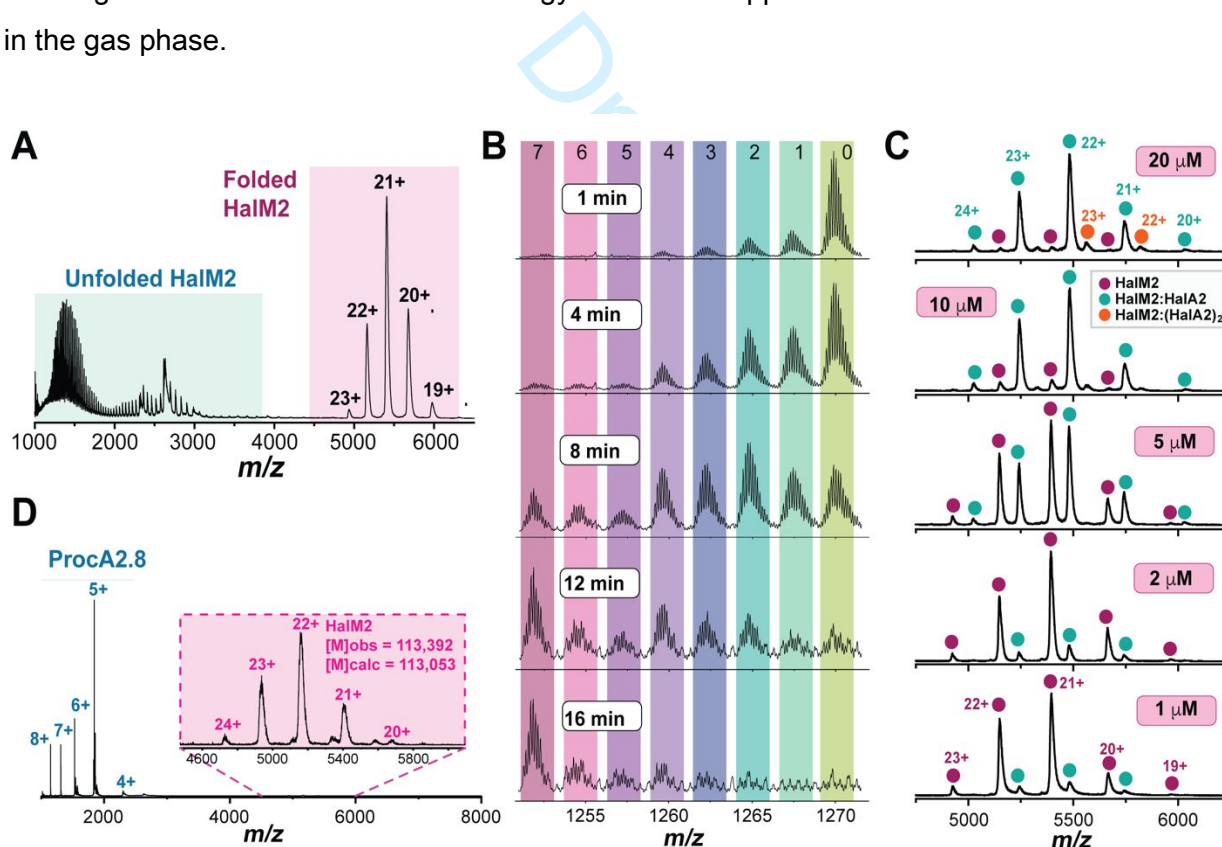 in the gas phase.
A
Folded
HalM2
21+
Unfolded HalM2
22+
20+
23+
19+
1000 2000 3000 4000 5000 6000
m/z
B
7 6 5 4 3 2 1 0
1 min
4 min
8 min
12 min
16 min
1255 1260 1265 1270
m/z
C
22+
20 μM
23+
21+
24+
23+
22+
20+
10 μM
HalM2
HalM2:HalA2
HalM2:(HalA2)2
5 μM
2 μM
21+
22+
1 μM
23+
20+
19+
5000 5500 6000
m/z
D
ProcA2.8
5+
6+
8+
7+
4+
22+ HalM2
[M]obs = 113,392
[M]calc = 113,053
23+
21+
24+
20+
4600 5000 5400 5800
2000 4000 6000 8000
m/z